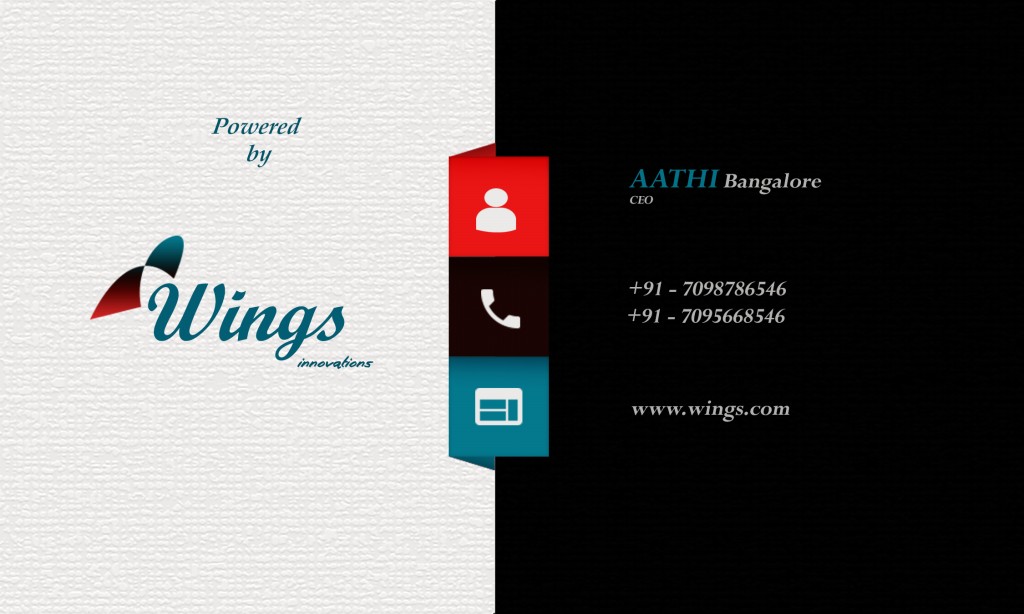 Powered
by
Wings
innovations
AATHI Bangalore
CEO
+91 - 7098786546
+91 - 7095668546
www.wings.com